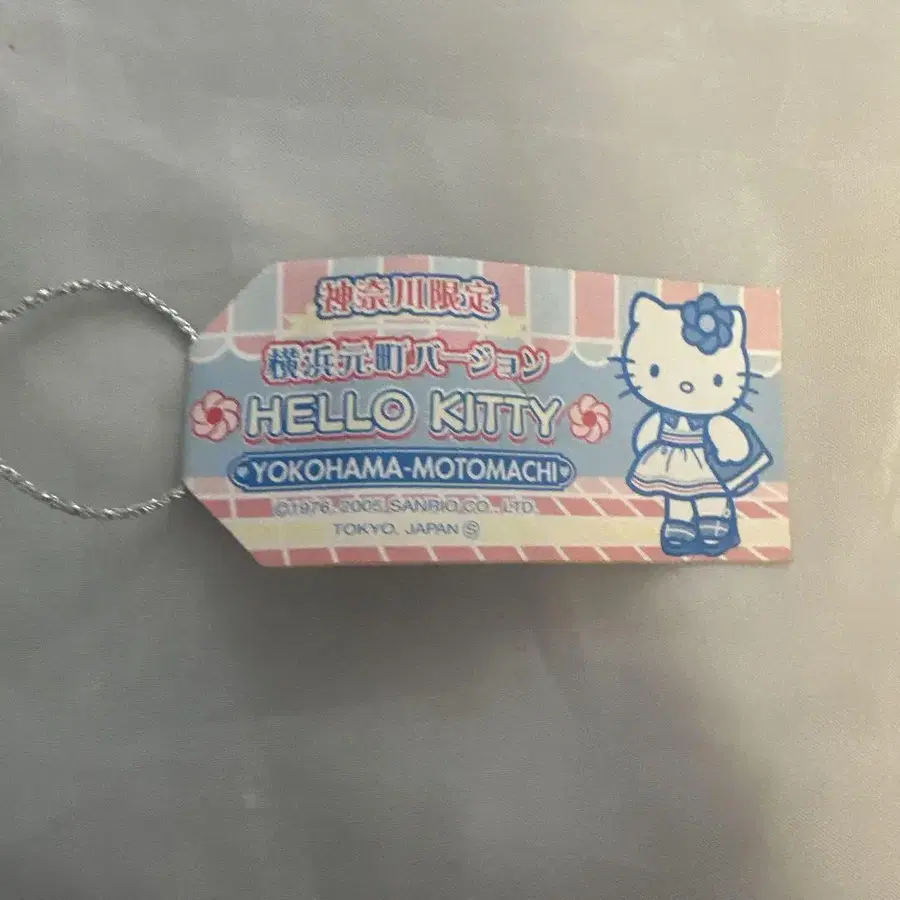 神奈川限定
横浜元町バージョン
HELLO KITTY
YOKOHAMA-MOTOMACHI
©1976, 2005 SANRIO CO., LTD.
TOKYO, JAPAN Ⓢ